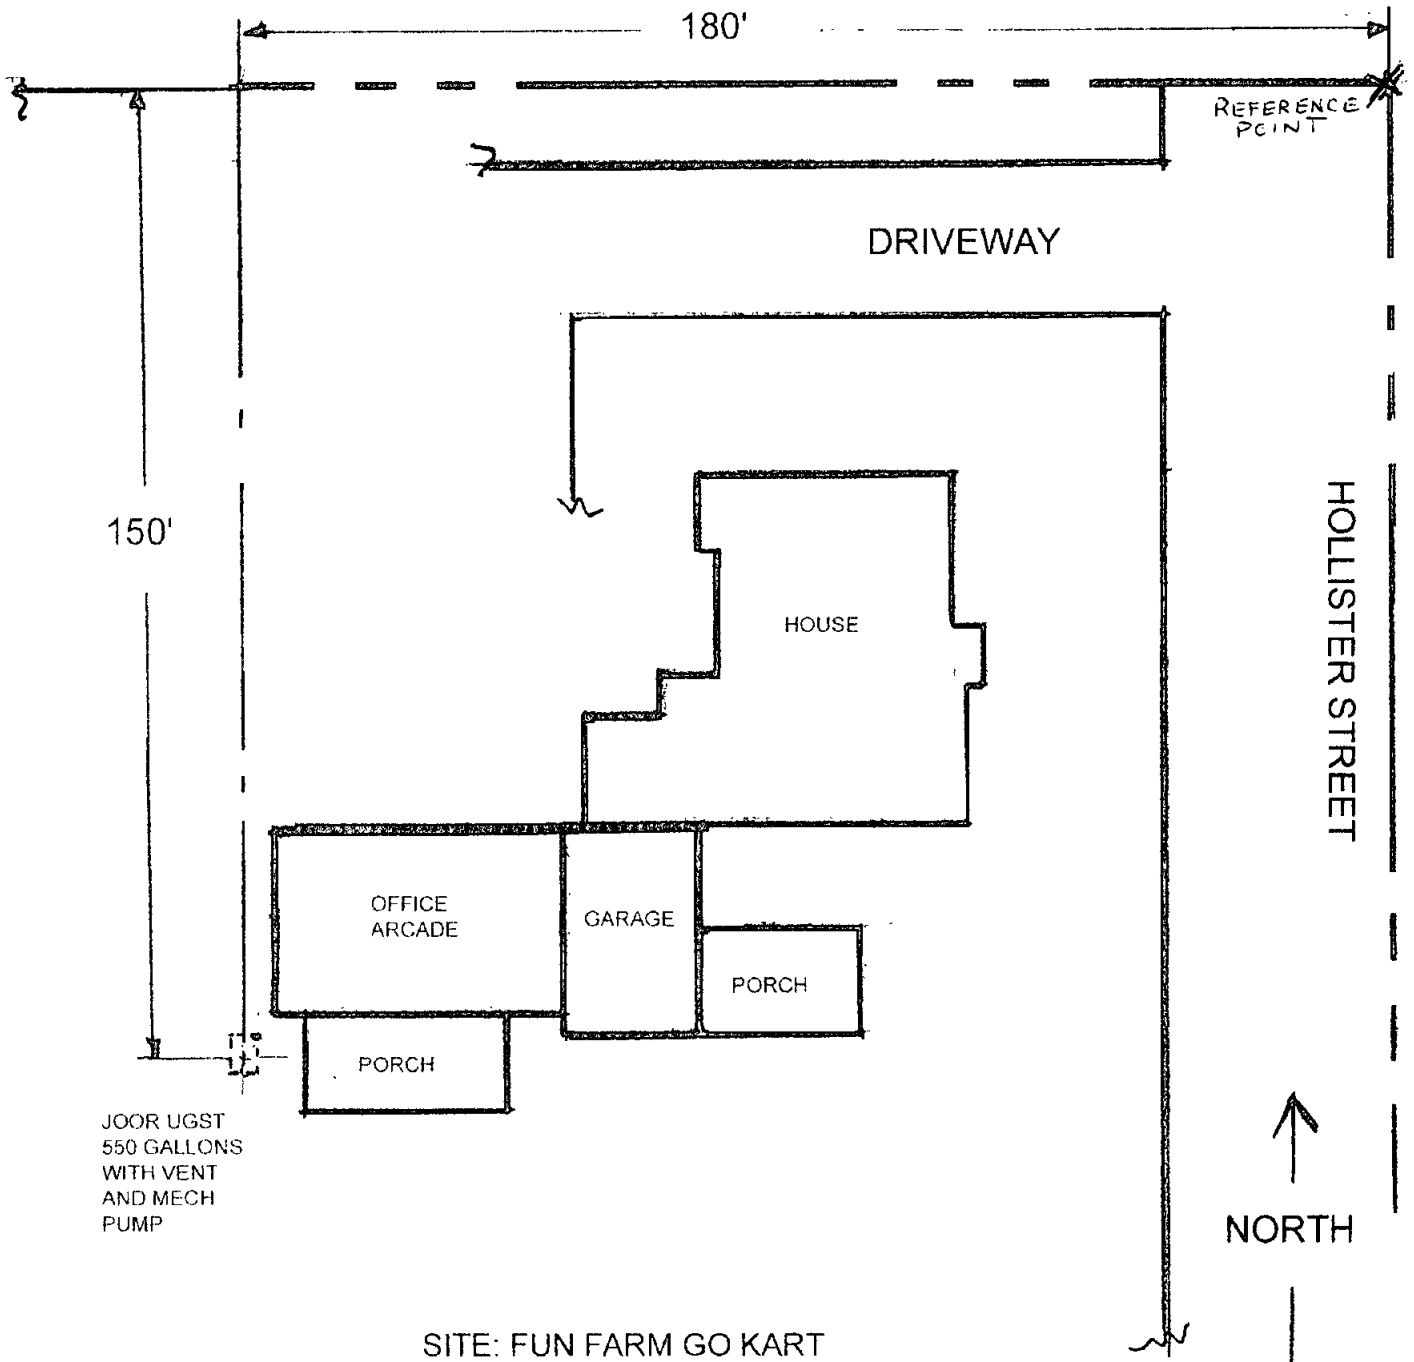 180'
REFERENCE
POINT
DRIVEWAY
150'
HOUSE
HOLLISTER STREET
OFFICE
ARCADE
GARAGE
PORCH
PORCH
JOOR UGST
550 GALLONS
WITH VENT
AND MECH
PUMP
NORTH
SITE: FUN FARM GO KART